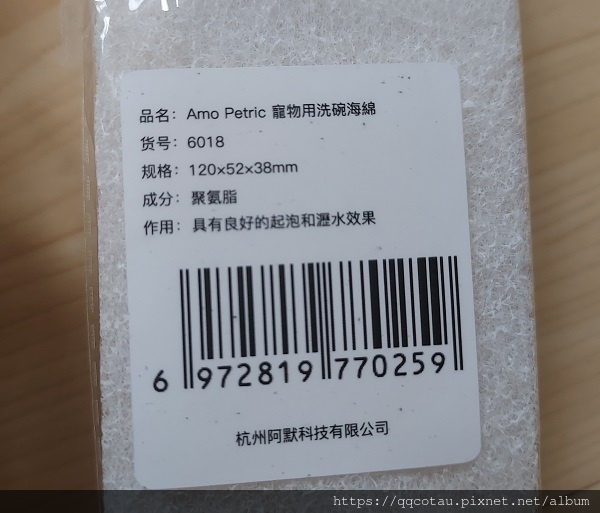 品名：Amo Petric 寵物用洗碗海綿
货号：6018
规格：120×52×38mm
成分：聚氨脂
作用：具有良好的起泡和瀝水效果
6 972819 770259
杭州阿默科技有限公司
https://qqcotau.pixnet.net/album